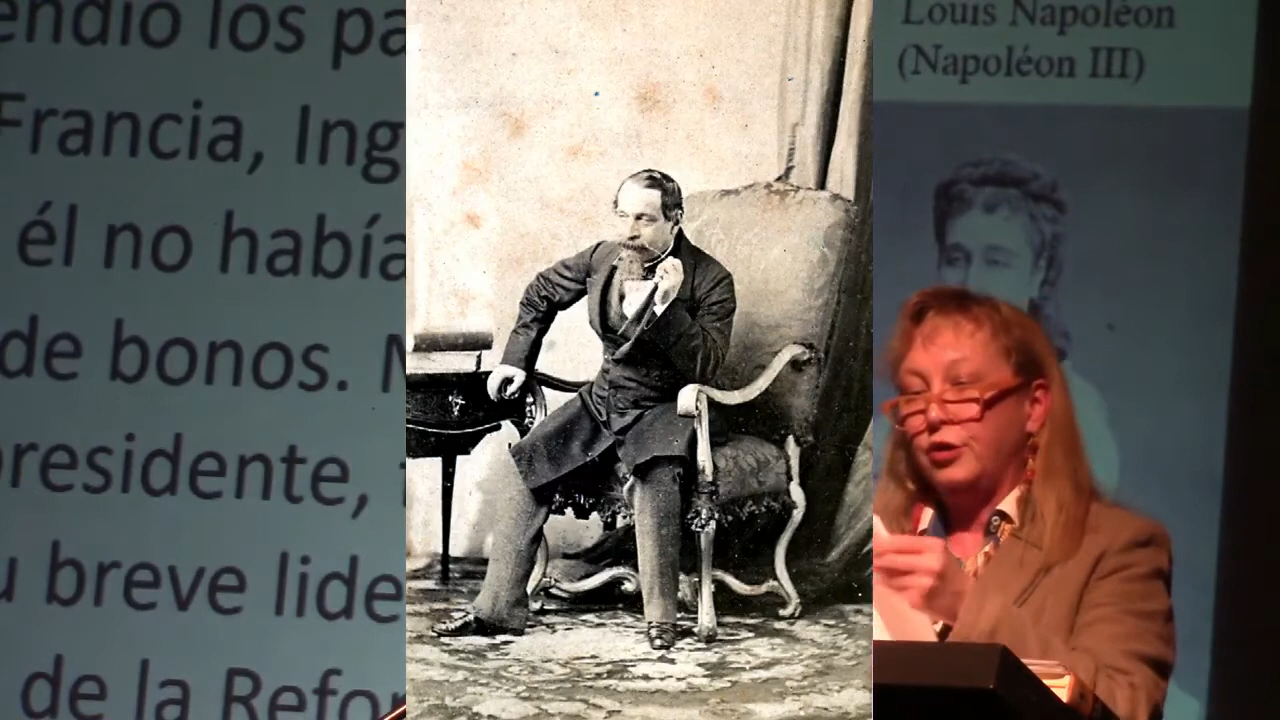 endió los pa
Francia, Ing
él no había
de bonos. N
presidente,
u breve lide
de la Refor
Louis Napoléon
(Napoléon III)